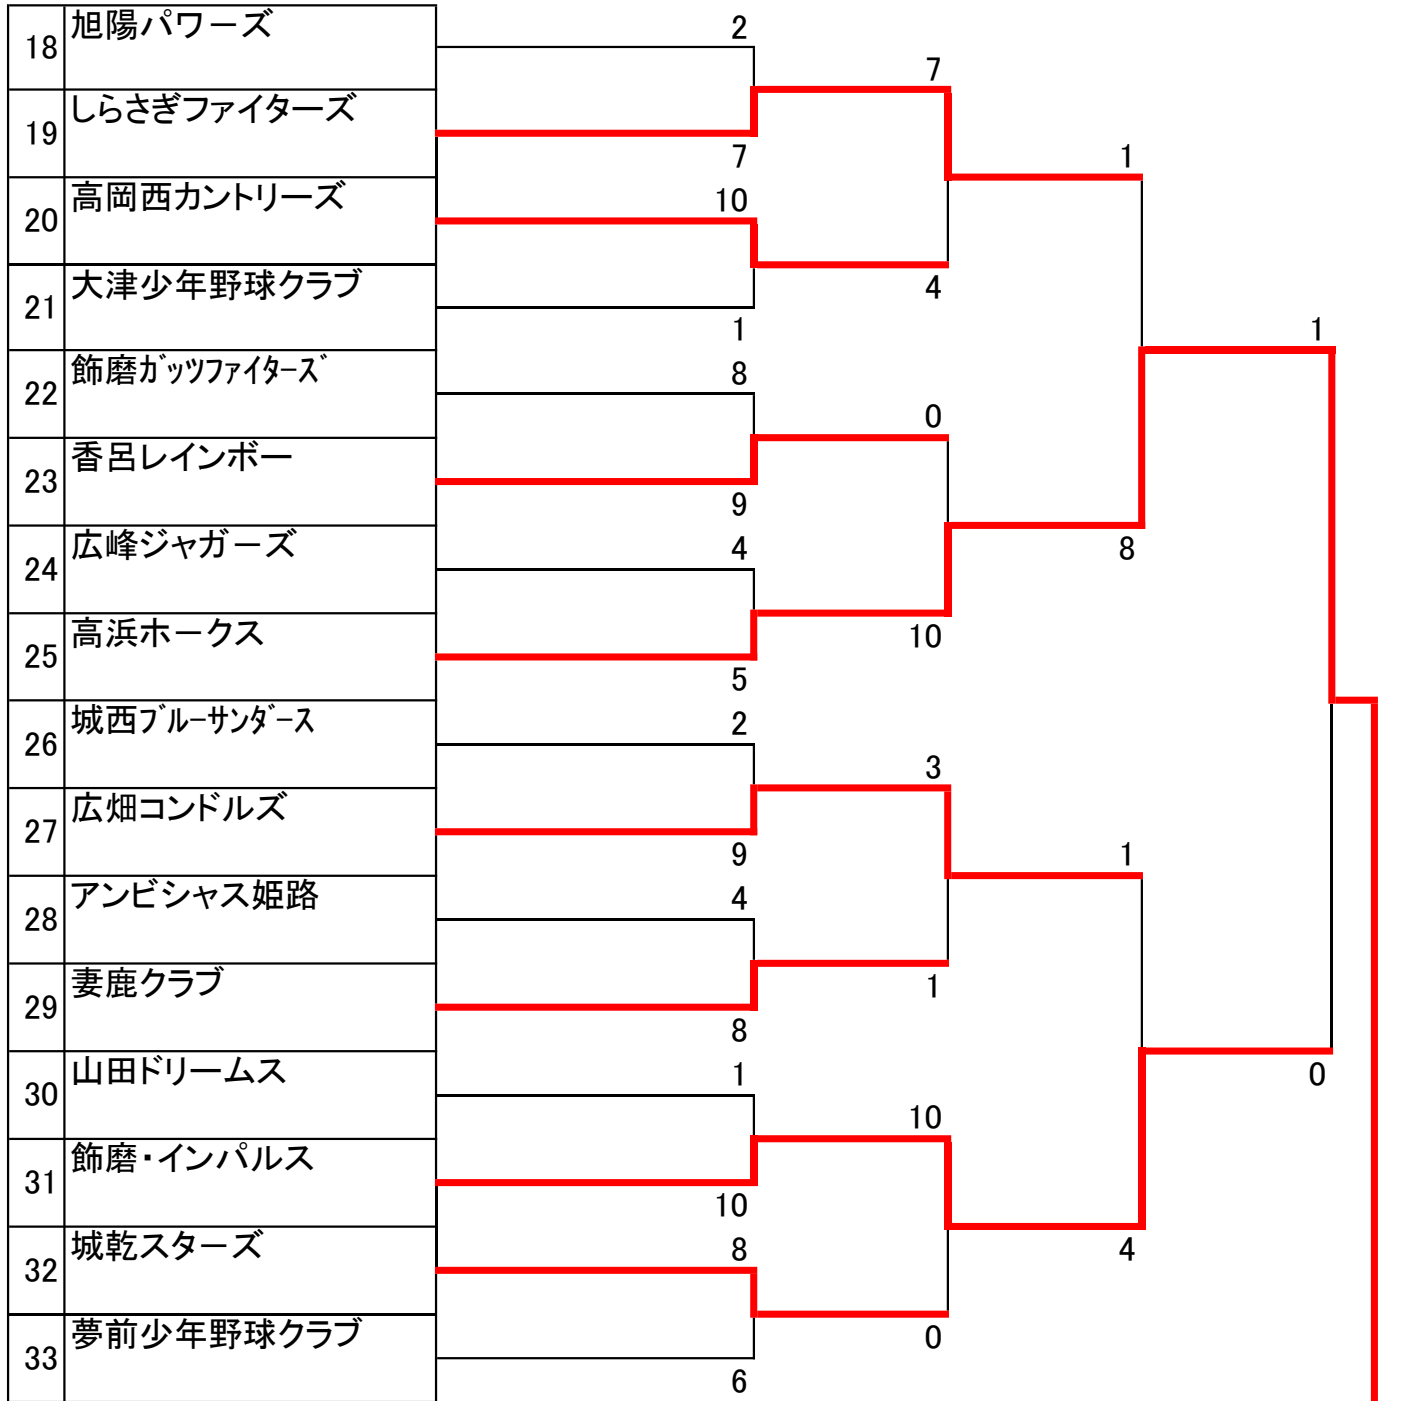 18 旭陽パワーズ 2
7
19 しらさぎファイターズ 7
1
20 高岡西カントリーズ 10
4
21 大津少年野球クラブ 1
1
22 飾磨ｶﾞｯﾂﾌｧｲﾀｰｽﾞ 8
0
23 香呂レインボー 9
24 広峰ジャガーズ 4
8
10
25 高浜ホークス 5
26 城西ﾌﾞﾙｰｻﾝﾀﾞｰｽ 2
3
27 広畑コンドルズ 9
1
28 アンビシャス姫路 4
1
29 妻鹿クラブ 8
30 山田ドリームス 1
0
10
31 飾磨・インパルス 10
32 城乾スターズ 8
4
0
33 夢前少年野球クラブ 6